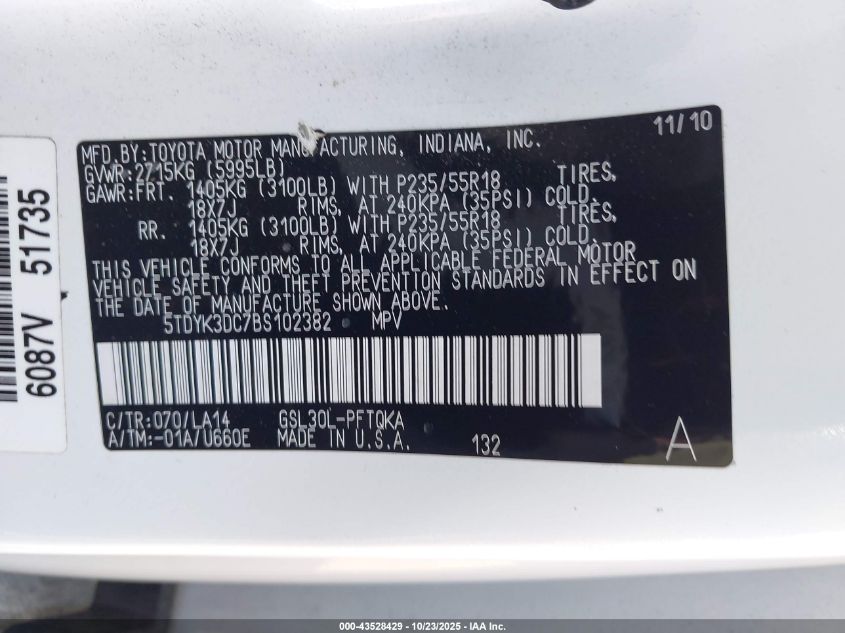 11/10
MFD.BY:TOYOTA MOTOR MANUFACTURING, INDIANA, INC.
GVWR:2715KG (5995LB)
GAWR:FRT. 1405KG (3100LB) WITH P235/55R18 TIRES,
18X7J RIMS, AT 240KPA (35PSI) COLD.
RR. 1405KG (3100LB) WITH P235/55R18 TIRES,
18X7J RIMS, AT 240KPA (35PSI) COLD.
THIS VEHICLE CONFORMS TO ALL APPLICABLE FEDERAL MOTOR
VEHICLE SAFETY AND THEFT PREVENTION STANDARDS IN EFFECT ON
THE DATE OF MANUFACTURE SHOWN ABOVE.
5TDYK3DC7BS102382 MPV
C/TR:070/LA14 GSL30L-PFTQKA
A/TM:-01A/U660E MADE IN U.S.A. 132 A
6087V 51735
000-43528429 - 10/23/2025 - IAA Inc.